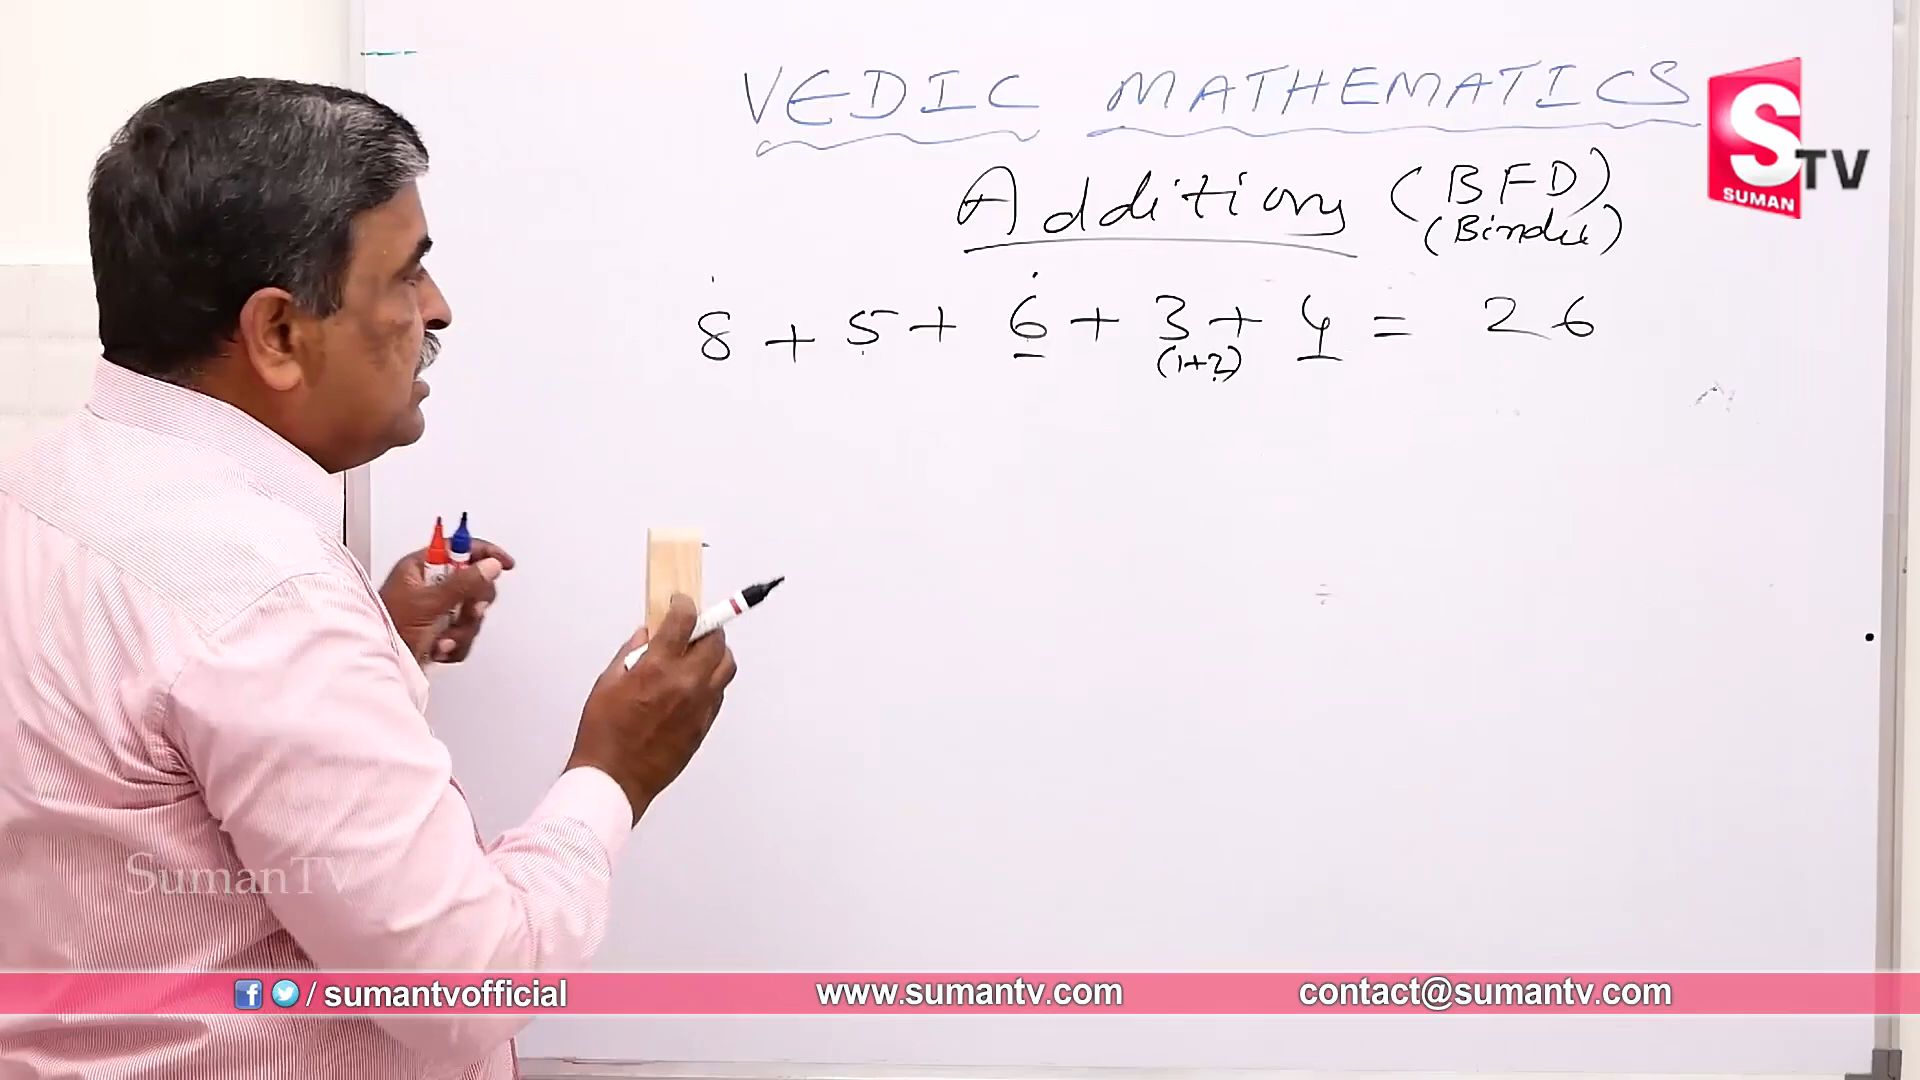 VEDIC MATHEMATICS
S TV
SUMAN
Addition (BFD)
(Bindu)
8 + 5 + 6 + 3 + 4 = 26
(1+2)
SumanTV
/ sumantvofficial www.sumantv.com contact@sumantv.com